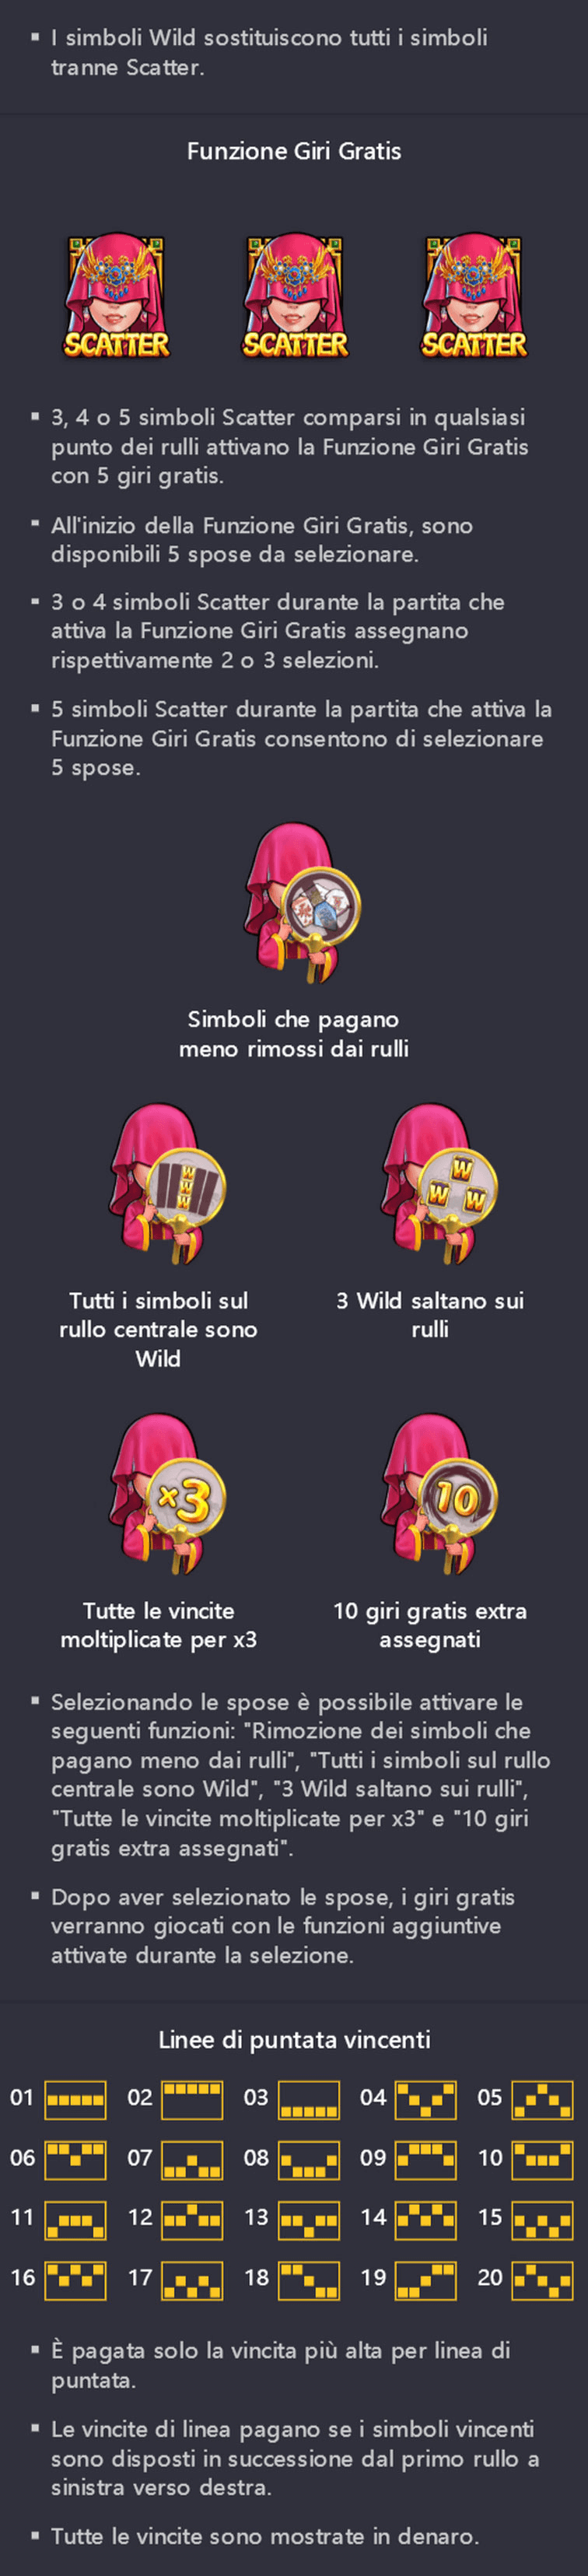 ▪ I simboli Wild sostituiscono tutti i simboli
tranne Scatter.
Funzione Giri Gratis
SCATTER SCATTER SCATTER
▪ 3, 4 o 5 simboli Scatter comparsi in qualsiasi
punto dei rulli attivano la Funzione Giri Gratis
con 5 giri gratis.
▪ All'inizio della Funzione Giri Gratis, sono
disponibili 5 spose da selezionare.
▪ 3 o 4 simboli Scatter durante la partita che
attiva la Funzione Giri Gratis assegnano
rispettivamente 2 o 3 selezioni.
▪ 5 simboli Scatter durante la partita che attiva la
Funzione Giri Gratis consentono di selezionare
5 spose.
Simboli che pagano
meno rimossi dai rulli
W
W
W
W
W W
Tutti i simboli sul
rullo centrale sono
Wild
3 Wild saltano sui
rulli
x3
10
Tutte le vincite
moltiplicate per x3
10 giri gratis extra
assegnati
▪ Selezionando le spose è possibile attivare le
seguenti funzioni: "Rimozione dei simboli che
pagano meno dai rulli", "Tutti i simboli sul rullo
centrale sono Wild", "3 Wild saltano sui rulli",
"Tutte le vincite moltiplicate per x3" e "10 giri
gratis extra assegnati".
▪ Dopo aver selezionato le spose, i giri gratis
verranno giocati con le funzioni aggiuntive
attivate durante la selezione.
Linee di puntata vincenti
01 02 03 04 05
06 07 08 09 10
11 12 13 14 15
16 17 18 19 20
▪ È pagata solo la vincita più alta per linea di
puntata.
▪ Le vincite di linea pagano se i simboli vincenti
sono disposti in successione dal primo rullo a
sinistra verso destra.
▪ Tutte le vincite sono mostrate in denaro.